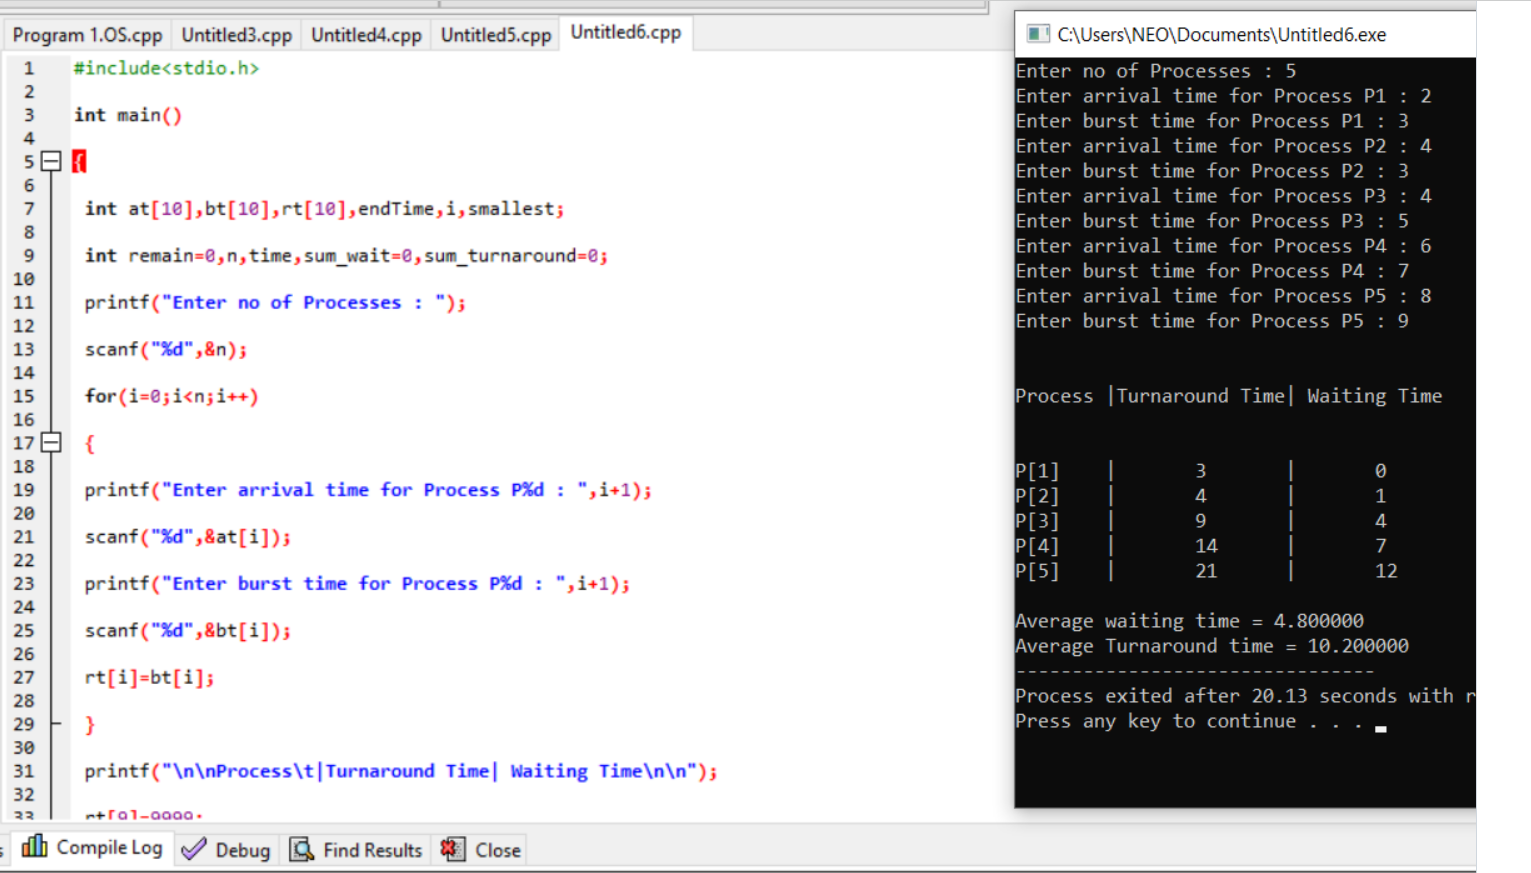 Program 1.OS.cpp Untitled3.cpp Untitled4.cpp Untitled5.cpp Untitled6.cpp
1 #include<stdio.h>
2
3 int main()
4
5 {
6
7 int at[10],bt[10],rt[10],endTime,i,smallest;
8
9 int remain=0,n,time,sum_wait=0,sum_turnaround=0;
10
11 printf("Enter no of Processes : ");
12
13 scanf("%d",&n);
14
15 for(i=0;i<n;i++)
16
17 {
18
19 printf("Enter arrival time for Process P%d : ",i+1);
20
21 scanf("%d",&at[i]);
22
23 printf("Enter burst time for Process P%d : ",i+1);
24
25 scanf("%d",&bt[i]);
26
27 rt[i]=bt[i];
28
29 }
30
31 printf("\n\nProcess\t|Turnaround Time| Waiting Time\n\n");
32
33 rt[9]=9999;
Compile Log Debug Find Results Close
C:\Users\NEO\Documents\Untitled6.exe
Enter no of Processes : 5
Enter arrival time for Process P1 : 2
Enter burst time for Process P1 : 3
Enter arrival time for Process P2 : 4
Enter burst time for Process P2 : 3
Enter arrival time for Process P3 : 4
Enter burst time for Process P3 : 5
Enter arrival time for Process P4 : 6
Enter burst time for Process P4 : 7
Enter arrival time for Process P5 : 8
Enter burst time for Process P5 : 9
Process |Turnaround Time| Waiting Time
P[1] | 3 | 0
P[2] | 4 | 1
P[3] | 9 | 4
P[4] | 14 | 7
P[5] | 21 | 12
Average waiting time = 4.800000
Average Turnaround time = 10.200000
--------------------------------
Process exited after 20.13 seconds with r
Press any key to continue . . .